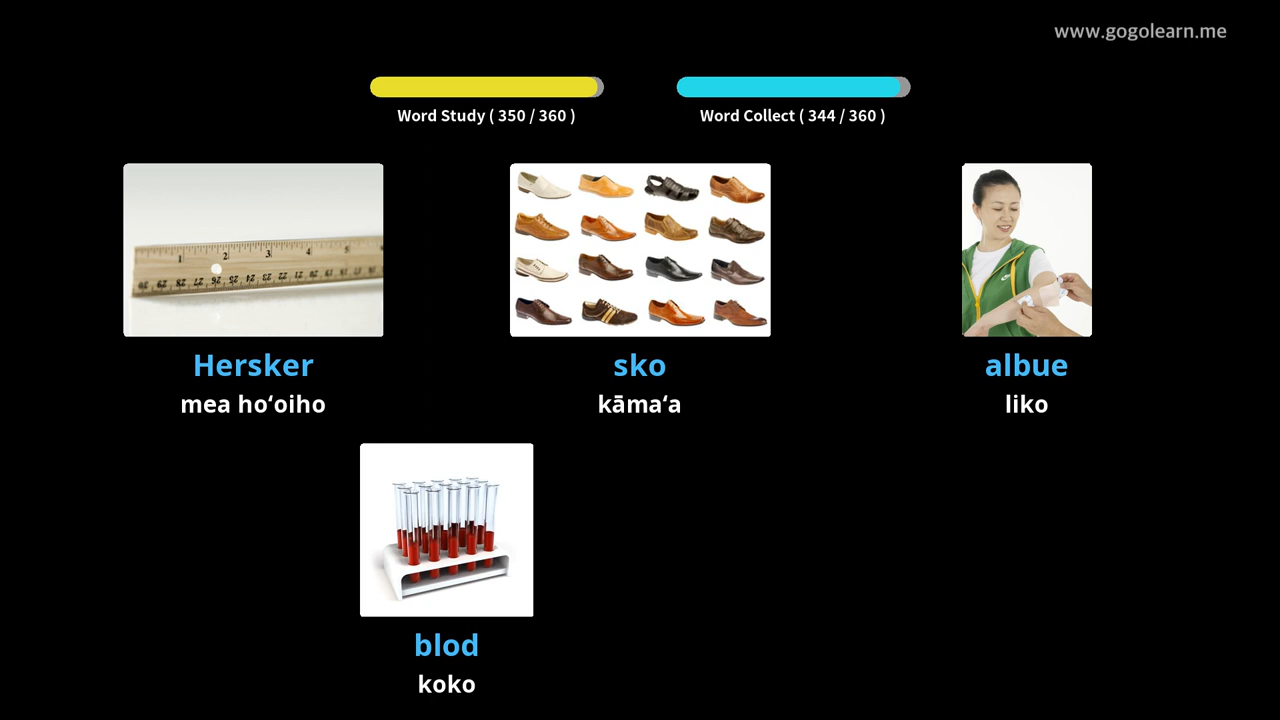 www.gogolearn.me
Word Study ( 350 / 360 )
Word Collect ( 344 / 360 )
Hersker
mea hoʻoiho
sko
kāmaʻa
albue
liko
blod
koko